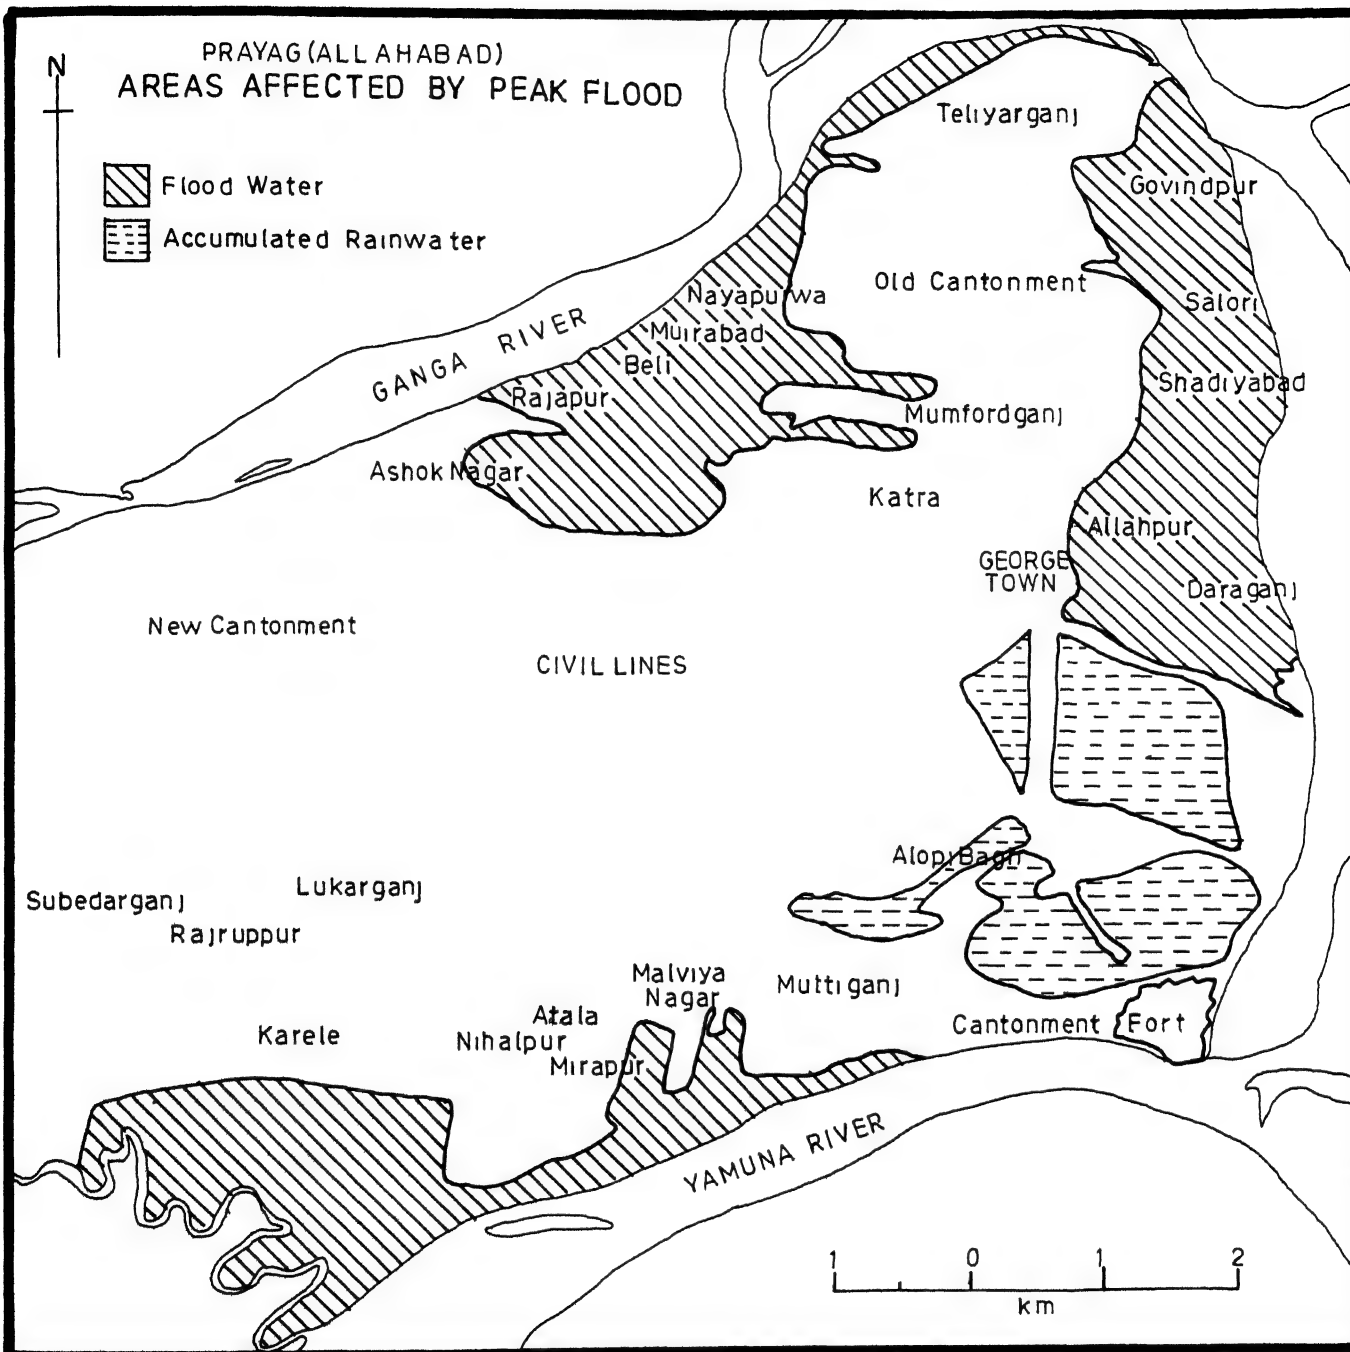 N
PRAYAG (ALLAHABAD)
AREAS AFFECTED BY PEAK FLOOD
Flood Water
Accumulated Rainwater
Teliyarganj
Govindpur
Old Cantonment
Nayapurwa
Salori
Muirabad
GANGA RIVER
Beli
Shadiyabad
Rajapur
Mumfordganj
Ashok Nagar
Katra
Allahpur
GEORGE
TOWN
Daraganj
New Cantonment
CIVIL LINES
Alopi Bagh
Lukarganj
Subedarganj
Rajruppur
Malviya
Nagar
Muttiganj
Atala
Cantonment
Fort
Karele
Nihalpur
Mirapur
YAMUNA RIVER
1 0 1 2
km